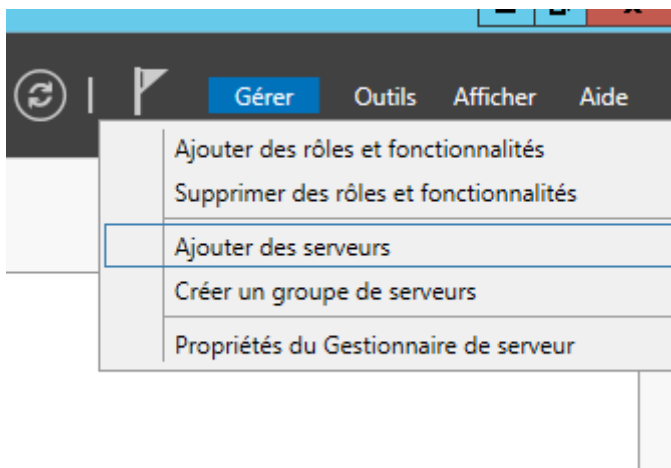 Gérer Outils Afficher Aide
Ajouter des rôles et fonctionnalités
Supprimer des rôles et fonctionnalités
Ajouter des serveurs
Créer un groupe de serveurs
Propriétés du Gestionnaire de serveur